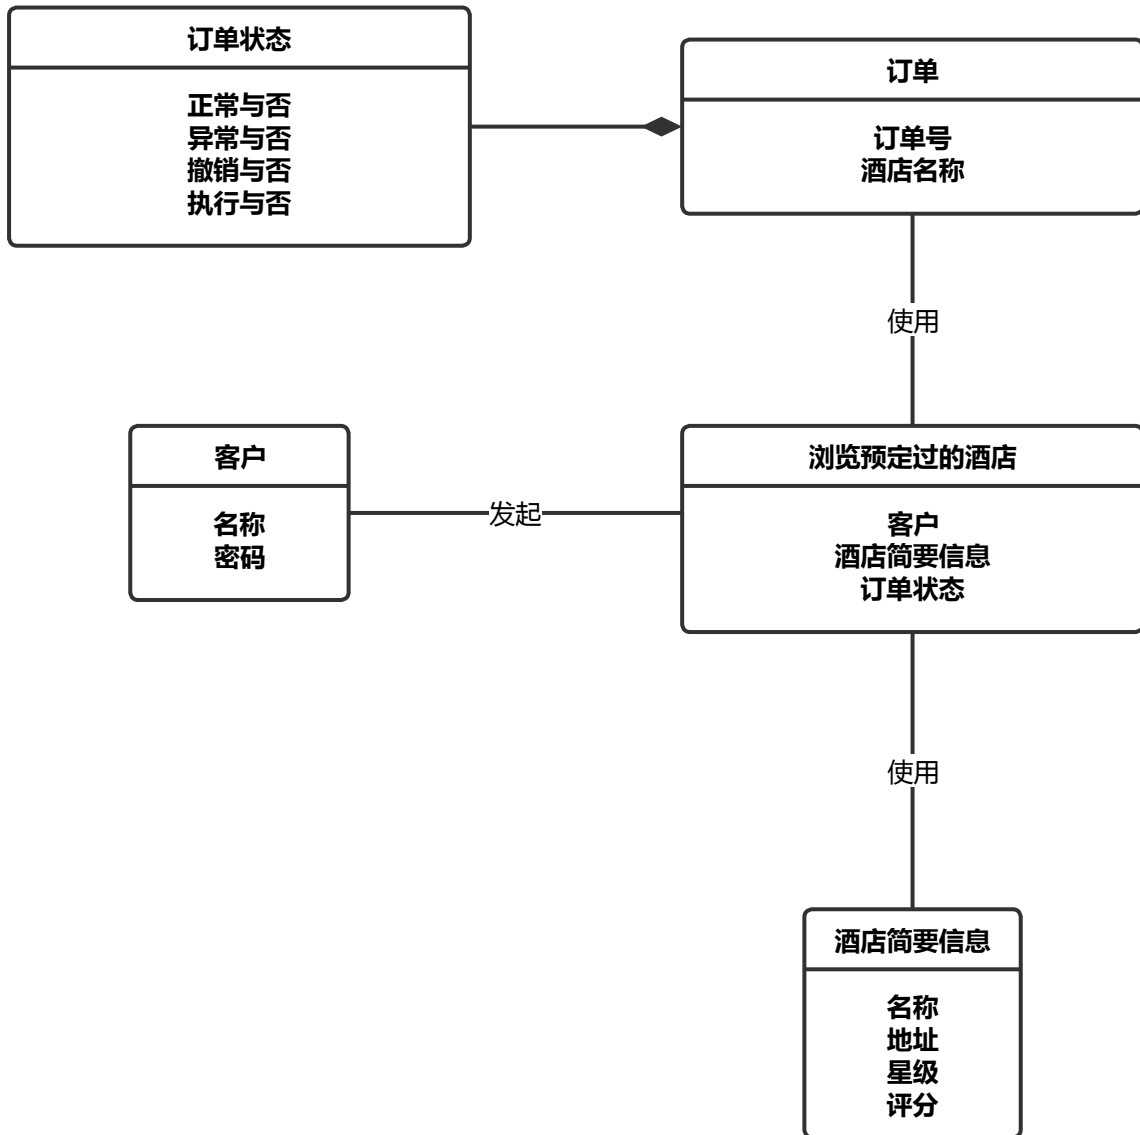 订单状态
正常与否
异常与否
撤销与否
执行与否
订单
订单号
酒店名称
使用
客户
名称
密码
发起
浏览预定过的酒店
客户
酒店简要信息
订单状态
使用
酒店简要信息
名称
地址
星级
评分